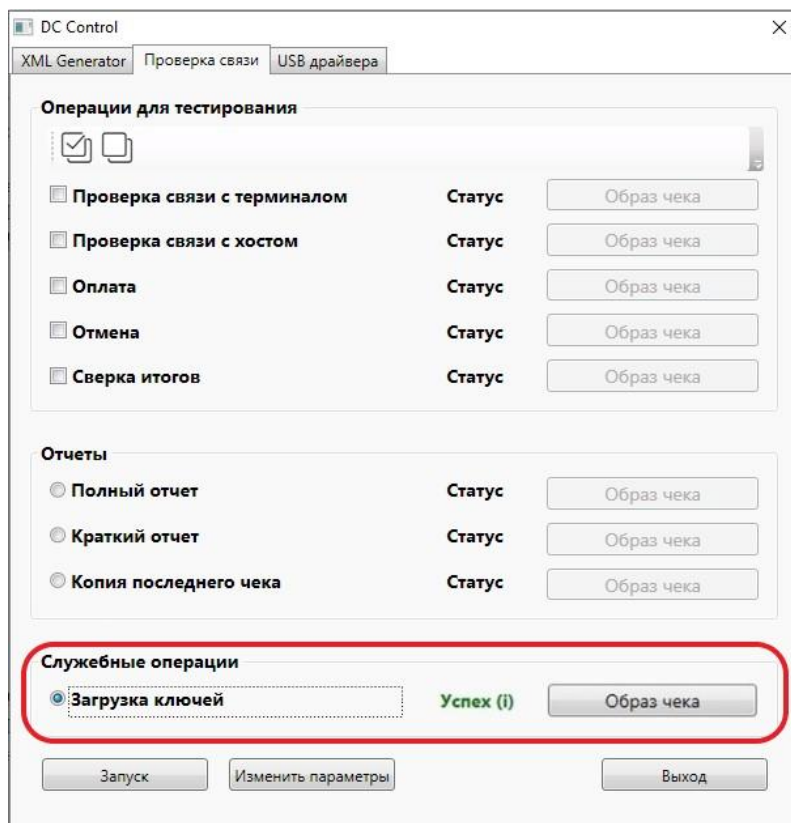 DC Control
XML Generator Проверка связи USB драйвера
Операции для тестирования
Проверка связи с терминалом Статус Образ чека
Проверка связи с хостом Статус Образ чека
Оплата Статус Образ чека
Отмена Статус Образ чека
Сверка итогов Статус Образ чека
Отчеты
Полный отчет Статус Образ чека
Краткий отчет Статус Образ чека
Копия последнего чека Статус Образ чека
Служебные операции
Загрузка ключей Успех (i) Образ чека
Запуск Изменить параметры Выход